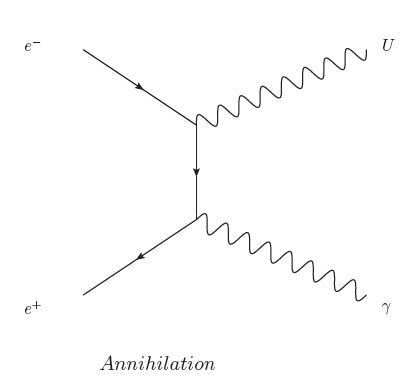 e⁻ U
e⁺ γ
Annihilation